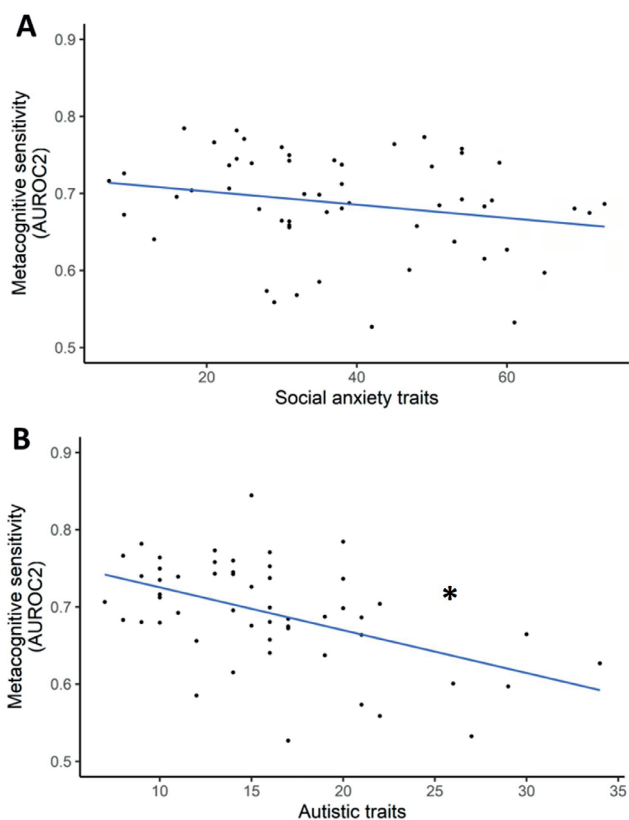 A
Metacognitive sensitivity
(AUROC2)
0.9
0.8
0.7
0.6
0.5
20 40 60
Social anxiety traits
B
Metacognitive sensitivity
(AUROC2)
0.9
0.8
0.7
0.6
0.5
*
10 15 20 25 30 35
Autistic traits